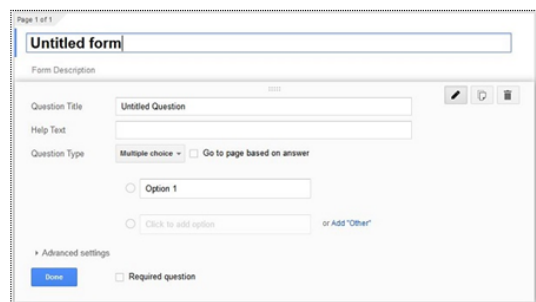 Page 1 of 1
Untitled form
Form Description
Question Title Untitled Question
Help Text
Question Type Multiple choice Go to page based on answer
Option 1
Click to add option or Add "Other"
Advanced settings
Done Required question